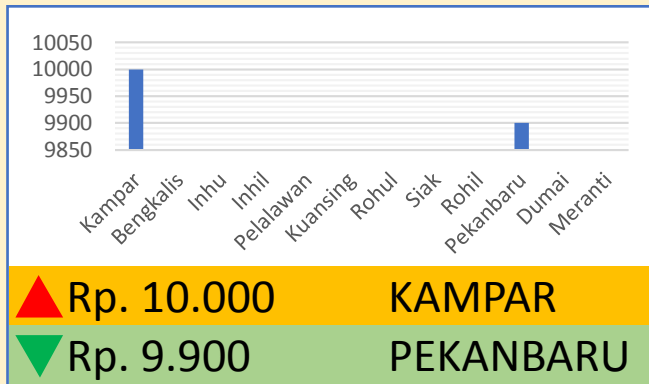 10050
10000
9950
9900
9850
Kampar
Bengkalis
Inhu
Inhil
Pelalawan
Kuansing
Rohul
Siak
Rohil
Pekanbaru
Dumai
Meranti
Rp. 10.000 KAMPAR
Rp. 9.900 PEKANBARU